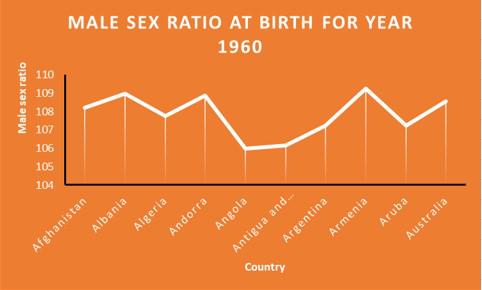 MALE SEX RATIO AT BIRTH FOR YEAR
1960
Male sex ratio
110
109
108
107
106
105
104
Afghanistan
Albania
Algeria
Andorra
Angola
Antigua and...
Argentina
Armenia
Aruba
Australia
Country